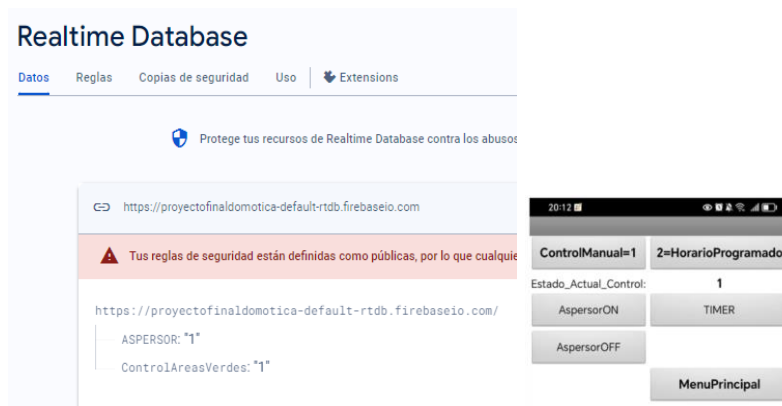 Realtime Database
Datos Reglas Copias de seguridad Uso Extensions
Protege tus recursos de Realtime Database contra los abusos
https://proyectofinaldomotica-default-rtdb.firebaseio.com
Tus reglas de seguridad están definidas como públicas, por lo que cualquie
https://proyectofinaldomotica-default-rtdb.firebaseio.com/
ASPERSOR: "1"
ControlAreasVerdes: "1"
20:12
ControlManual=1 2=HorarioProgramado
Estado_Actual_Control: 1
AspersorON TIMER
AspersorOFF
MenuPrincipal